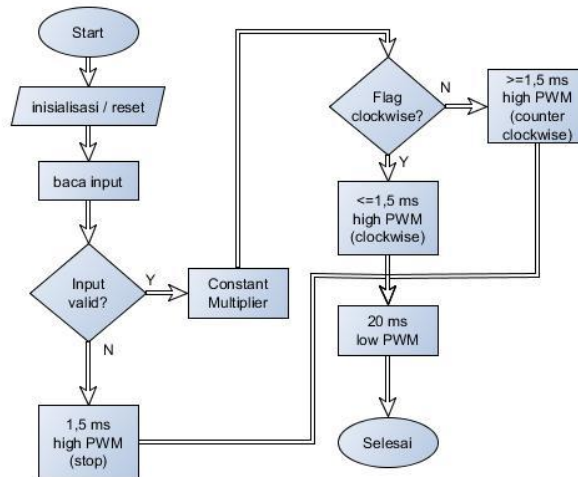 Start
inisialisasi / reset
baca input
Input
valid?
Y
N
Constant
Multiplier
1,5 ms
high PWM
(stop)
Flag
clockwise?
N
Y
>=1,5 ms
high PWM
(counter
clockwise)
<=1,5 ms
high PWM
(clockwise)
20 ms
low PWM
Selesai